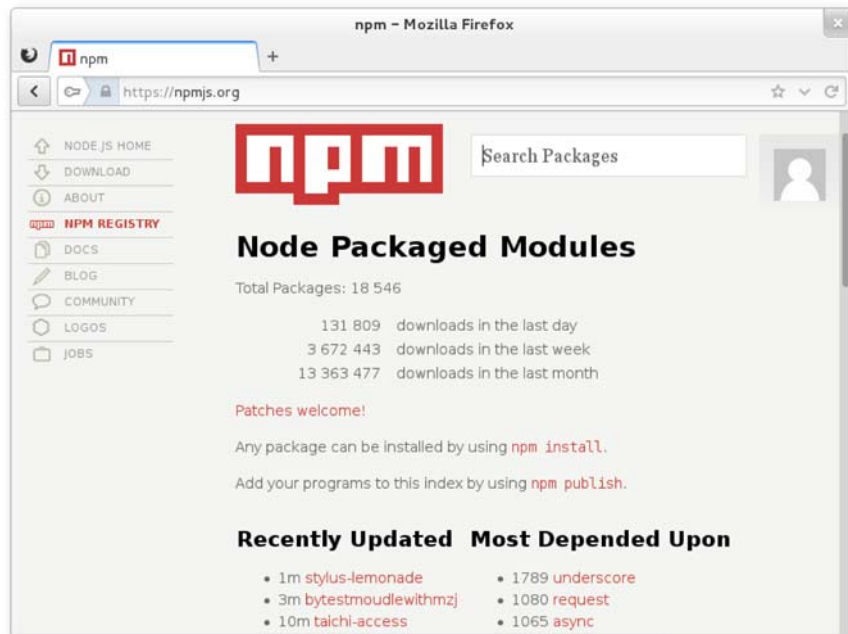 npm – Mozilla Firefox
npm
https://npmjs.org
NODE.JS HOME
DOWNLOAD
ABOUT
npm NPM REGISTRY
DOCS
BLOG
COMMUNITY
LOGOS
JOBS
npm
Search Packages
Node Packaged Modules
Total Packages: 18 546
131 809 downloads in the last day
3 672 443 downloads in the last week
13 363 477 downloads in the last month
Patches welcome!
Any package can be installed by using npm install.
Add your programs to this index by using npm publish.
Recently Updated
• 1m stylus-lemonade
• 3m bytestmoudlewithmzj
• 10m taichi-access
Most Depended Upon
• 1789 underscore
• 1080 request
• 1065 async